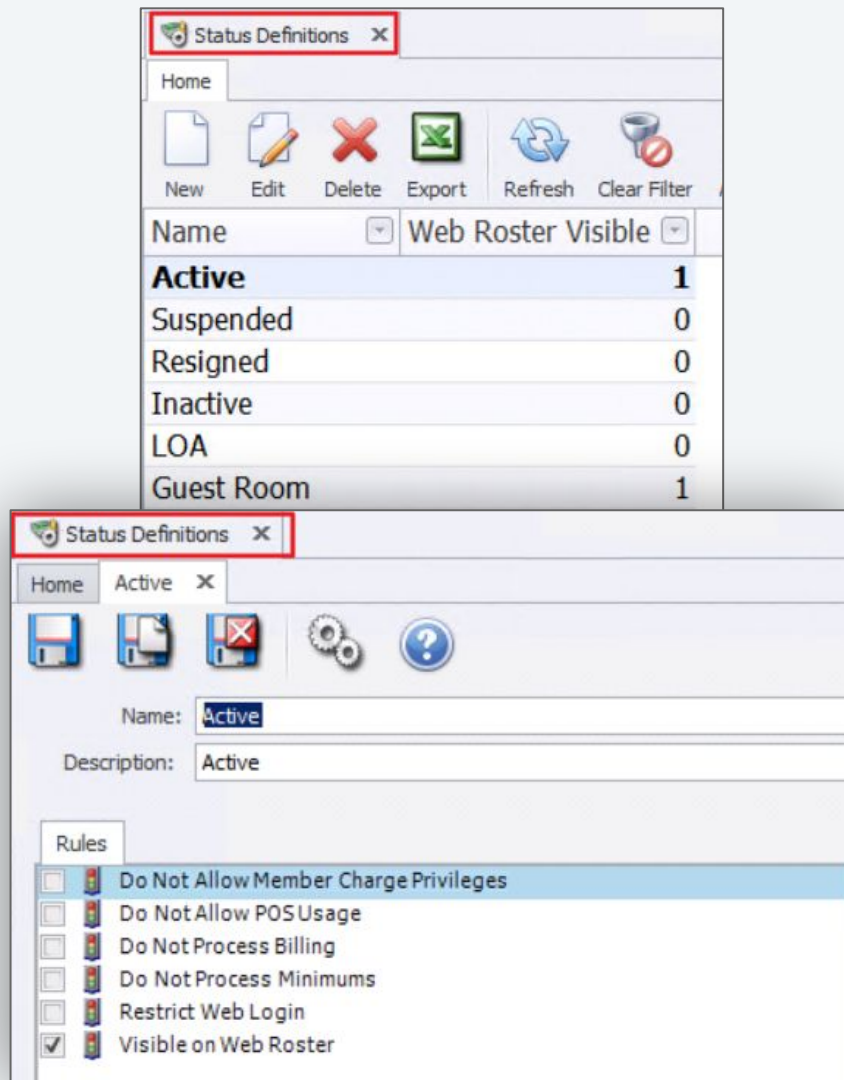 Status Definitions
Home
New Edit Delete Export Refresh Clear Filter
Name Web Roster Visible
Active 1
Suspended 0
Resigned 0
Inactive 0
LOA 0
Guest Room 1
Status Definitions
Home Active
Name: Active
Description: Active
Rules
Do Not Allow Member Charge Privileges
Do Not Allow POS Usage
Do Not Process Billing
Do Not Process Minimums
Restrict Web Login
Visible on Web Roster